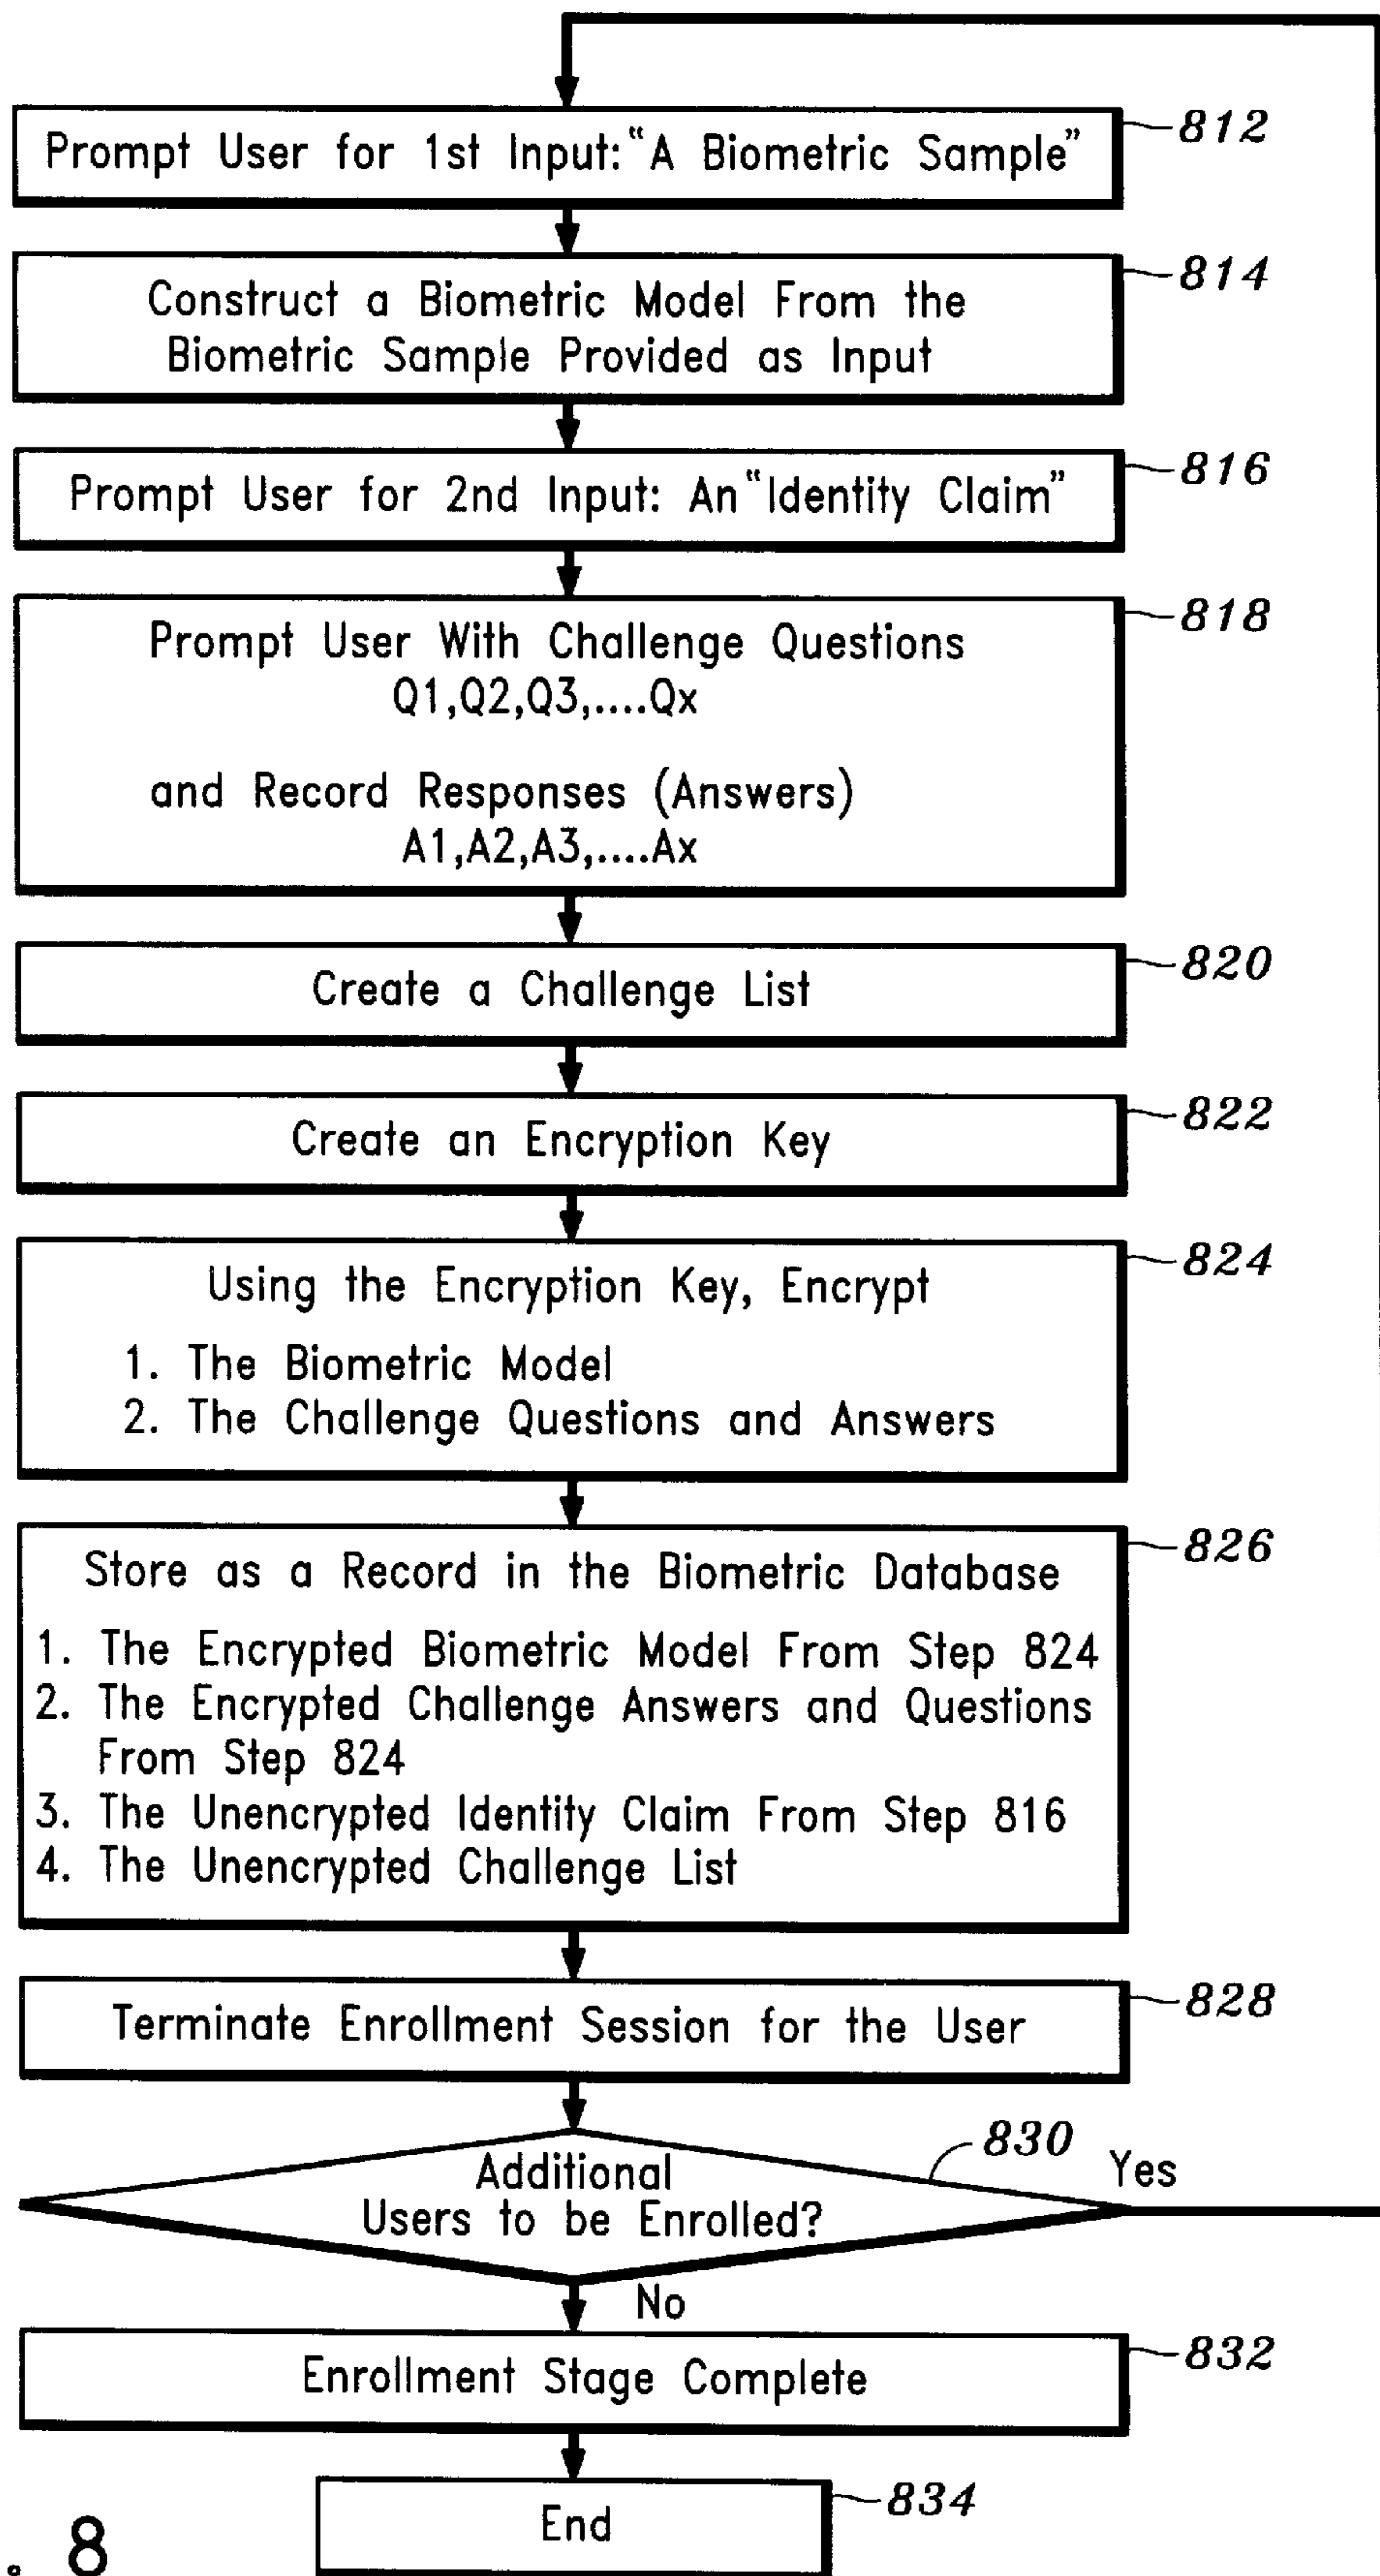 Prompt User for 1st Input:“A Biometric Sample”
812
Construct a Biometric Model From the
Biometric Sample Provided as Input
814
Prompt User for 2nd Input: An“Identity Claim”
816
Prompt User With Challenge Questions
Q1,Q2,Q3,....Qx
and Record Responses (Answers)
A1,A2,A3,....Ax
818
Create a Challenge List
820
Create an Encryption Key
822
Using the Encryption Key, Encrypt
1. The Biometric Model
2. The Challenge Questions and Answers
824
Store as a Record in the Biometric Database
1. The Encrypted Biometric Model From Step 824
2. The Encrypted Challenge Answers and Questions
From Step 824
3. The Unencrypted Identity Claim From Step 816
4. The Unencrypted Challenge List
826
Terminate Enrollment Session for the User
828
Additional
Users to be Enrolled?
830
Yes
No
Enrollment Stage Complete
832
End
834
. 8